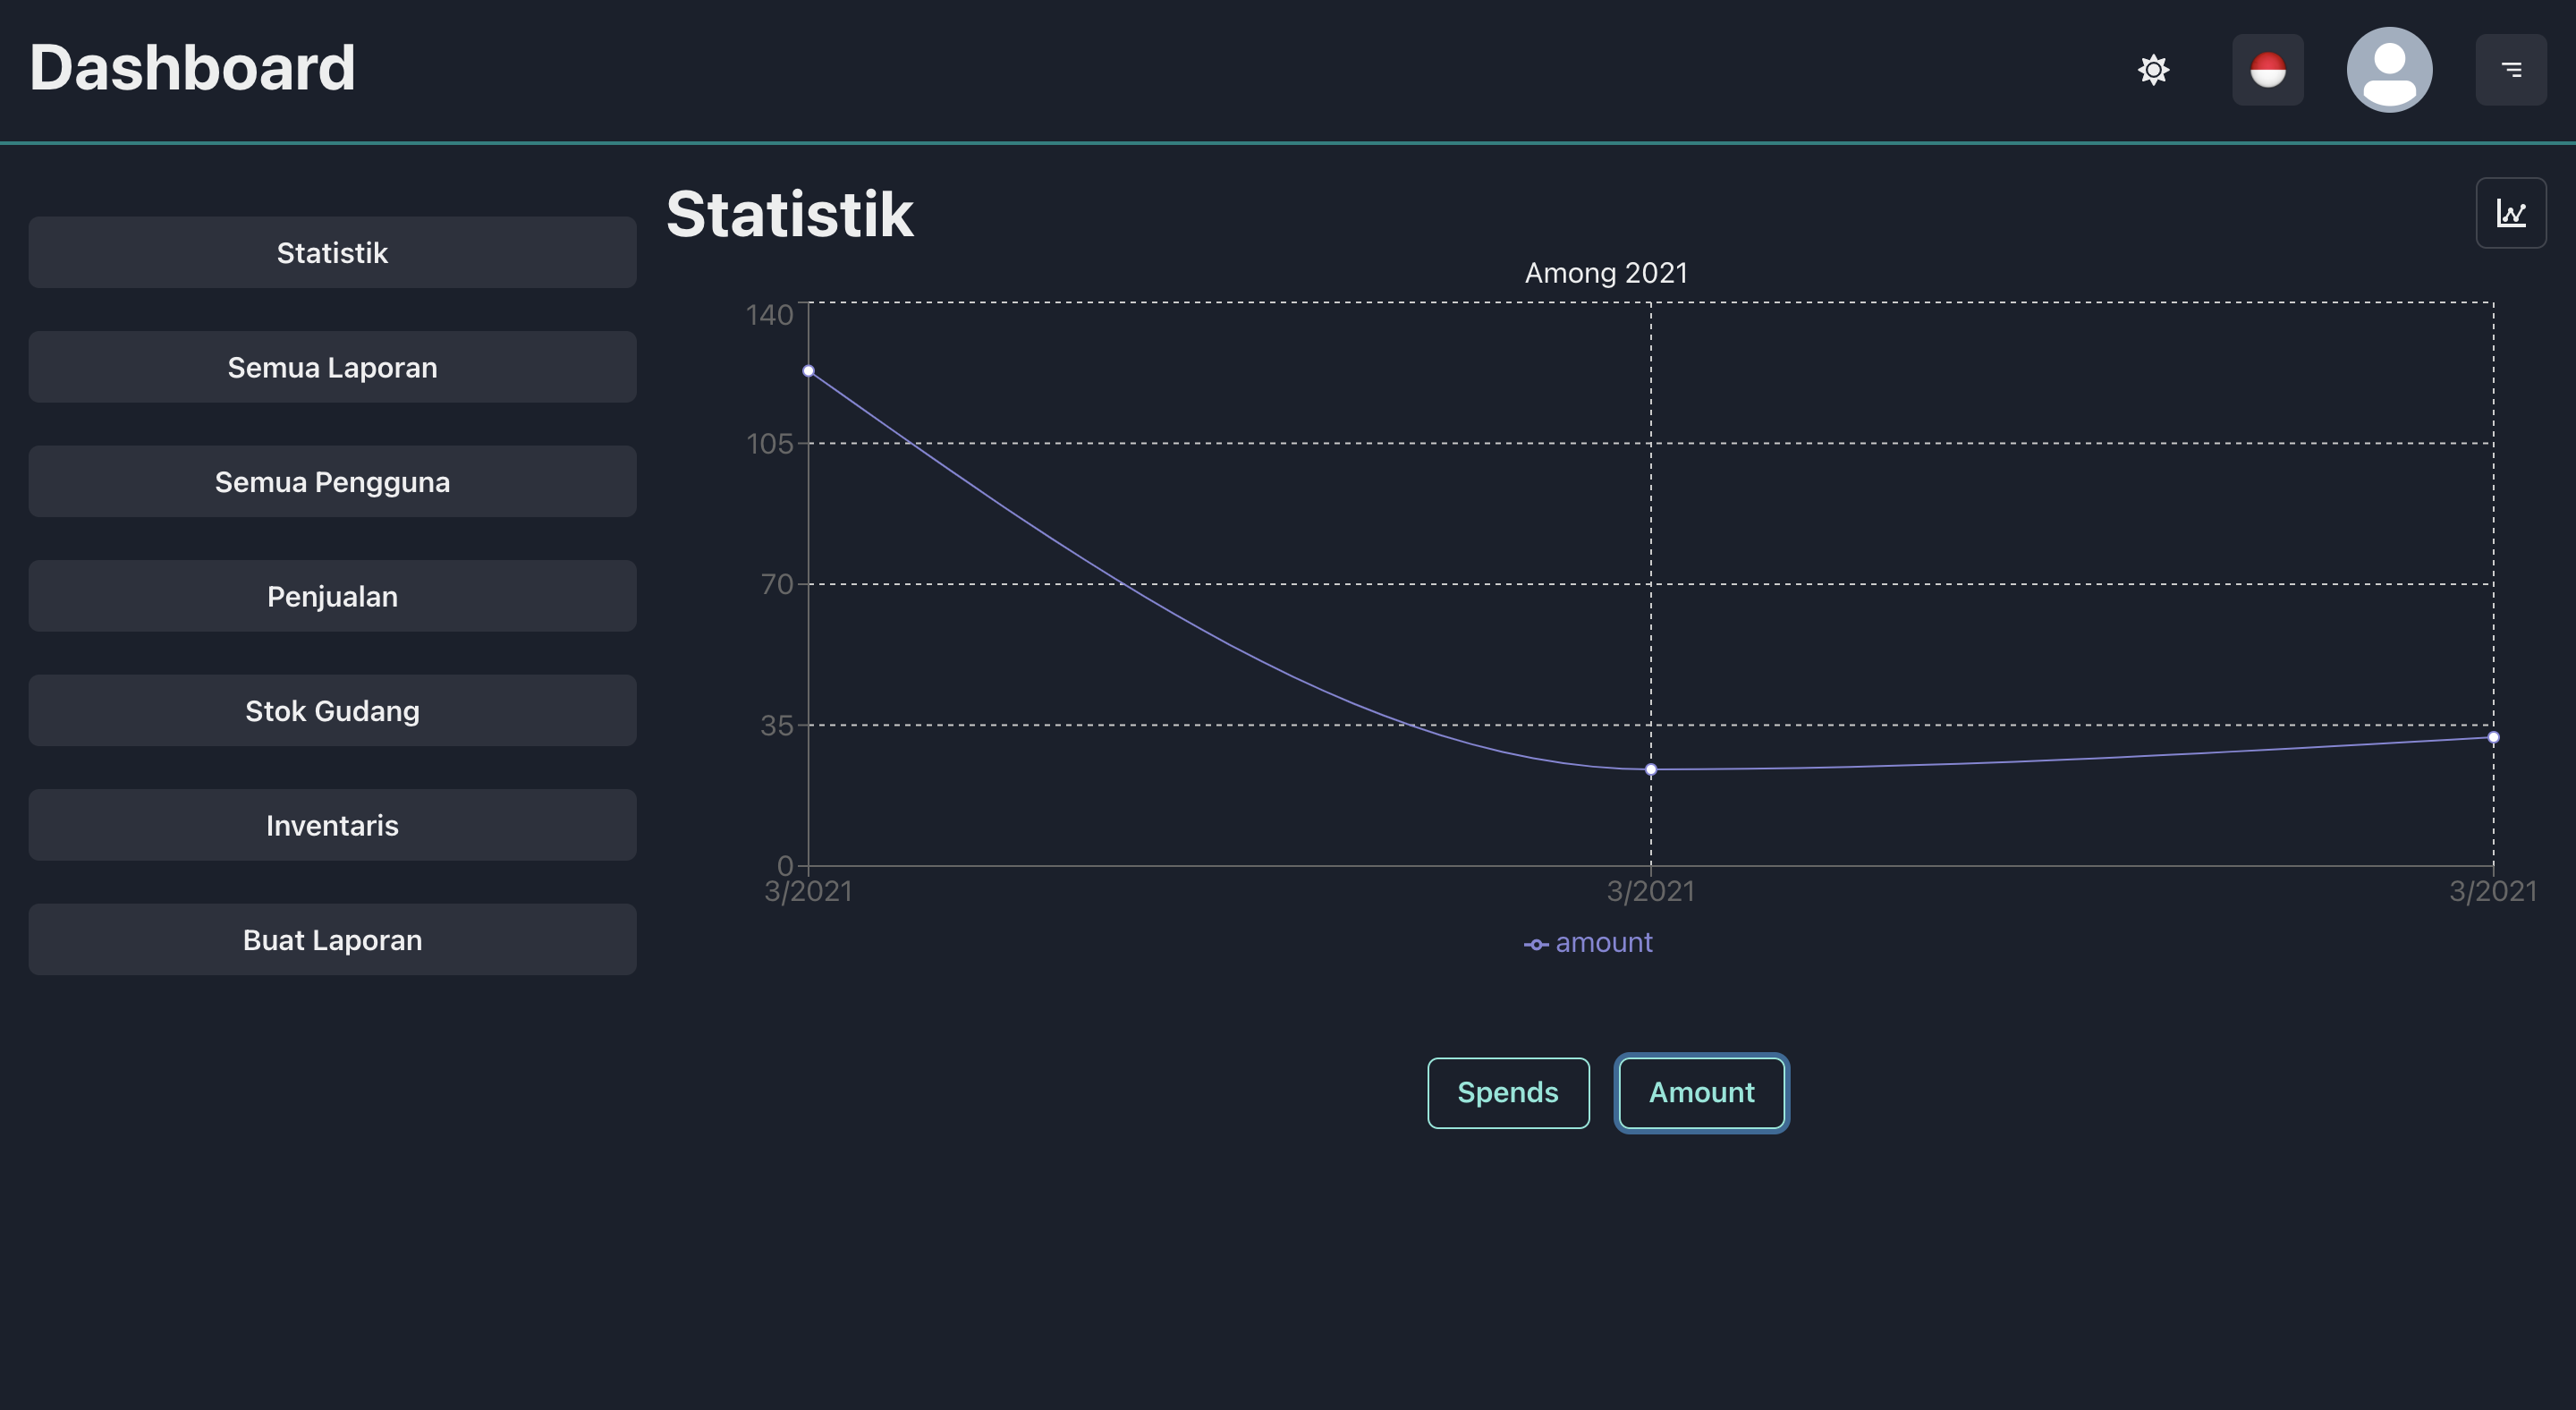 Dashboard
Statistik
Semua Laporan
Semua Pengguna
Penjualan
Stok Gudang
Inventaris
Buat Laporan
Statistik
Among 2021
140
105
70
35
0
3/2021 3/2021 3/2021
amount
Spends Amount